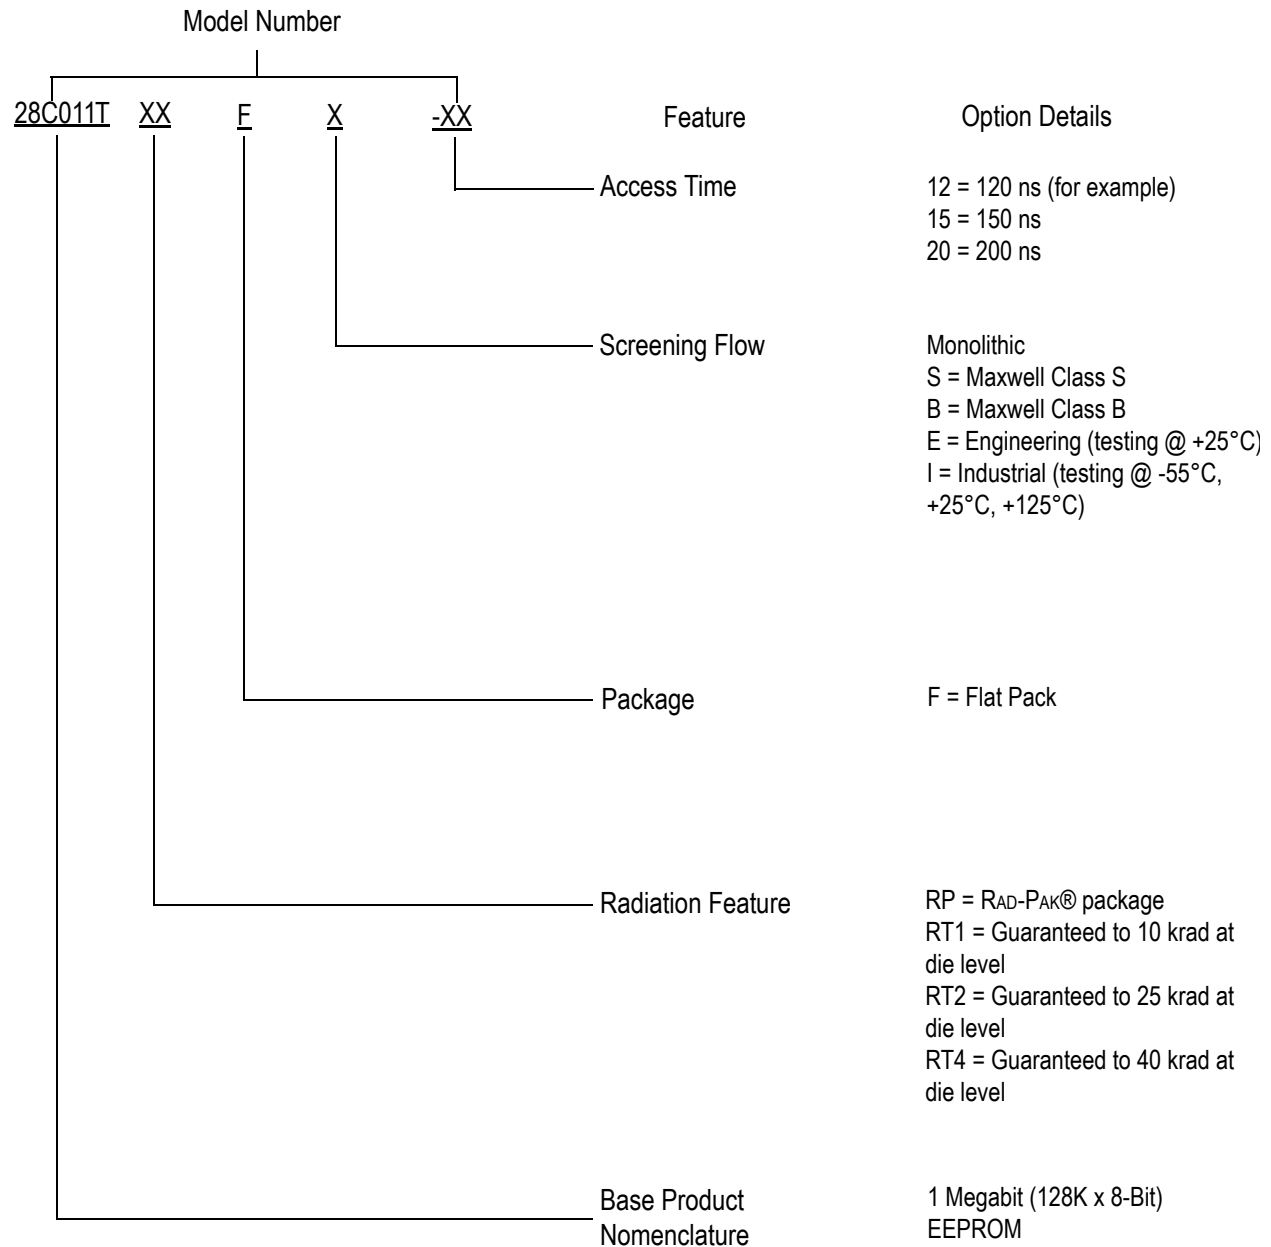 Model Number
28C011T XX F X -XX Feature Option Details
Access Time 12 = 120 ns (for example)
15 = 150 ns
20 = 200 ns
Screening Flow Monolithic
S = Maxwell Class S
B = Maxwell Class B
E = Engineering (testing @ +25°C)
I = Industrial (testing @ -55°C,
+25°C, +125°C)
Package F = Flat Pack
Radiation Feature RP = RAD-PAK® package
RT1 = Guaranteed to 10 krad at
die level
RT2 = Guaranteed to 25 krad at
die level
RT4 = Guaranteed to 40 krad at
die level
Base Product 1 Megabit (128K x 8-Bit)
Nomenclature EEPROM